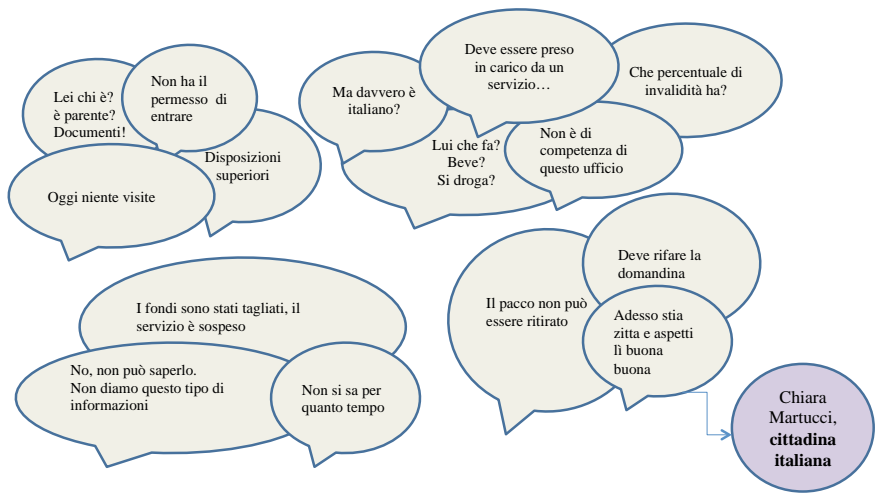 Lei chi è?
è parente?
Documenti!
Non ha il
permesso di
entrare
Disposizioni
superiori
Oggi niente visite
Ma davvero è
italiano?
Deve essere preso
in carico da un
servizio…
Che percentuale di
invalidità ha?
Lui che fa?
Beve?
Si droga?
Non è di
competenza di
questo ufficio
I fondi sono stati tagliati, il
servizio è sospeso
No, non può saperlo.
Non diamo questo tipo di
informazioni
Non si sa per
quanto tempo
Il pacco non può
essere ritirato
Deve rifare la
domandina
Adesso stia
zitta e aspetti
lì buona
buona
Chiara
Martucci,
cittadina
italiana